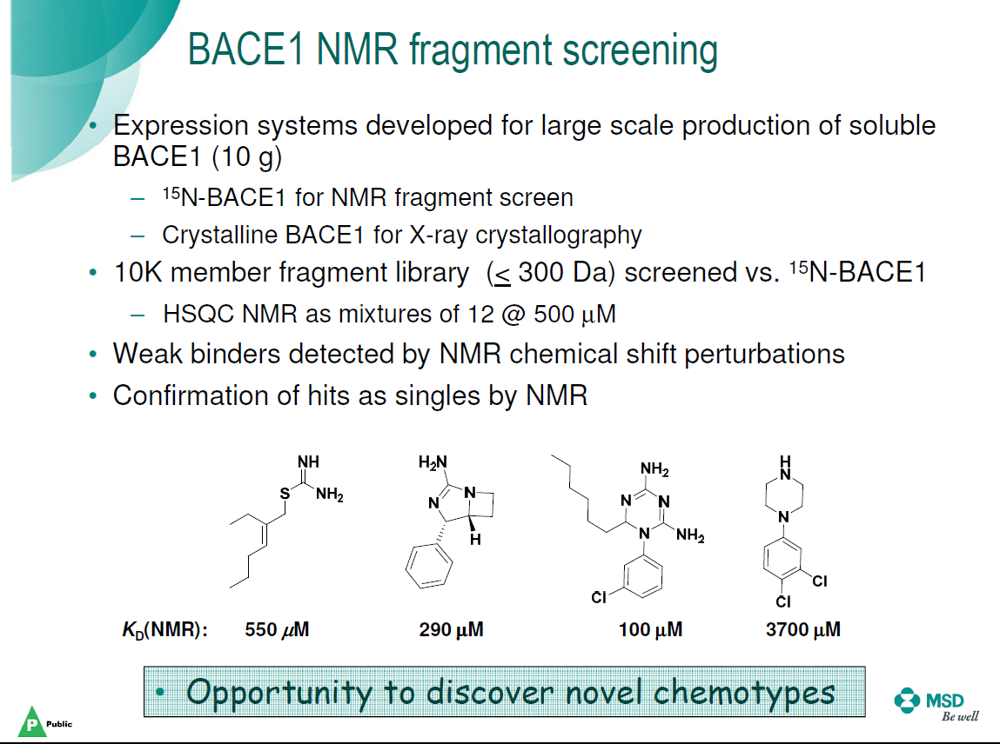 BACE1 NMR fragment screening
• Expression systems developed for large scale production of soluble
BACE1 (10 g)
– ¹⁵N-BACE1 for NMR fragment screen
– Crystalline BACE1 for X-ray crystallography
• 10K member fragment library (≤ 300 Da) screened vs. ¹⁵N-BACE1
– HSQC NMR as mixtures of 12 @ 500 μM
• Weak binders detected by NMR chemical shift perturbations
• Confirmation of hits as singles by NMR
NH
S
NH₂
H₂N
N
N
H
NH₂
N
N
N
NH₂
Cl
H
N
N
Cl
Cl
K_D(NMR): 550 μM 290 μM 100 μM 3700 μM
• Opportunity to discover novel chemotypes
P Public
MSD
Be well